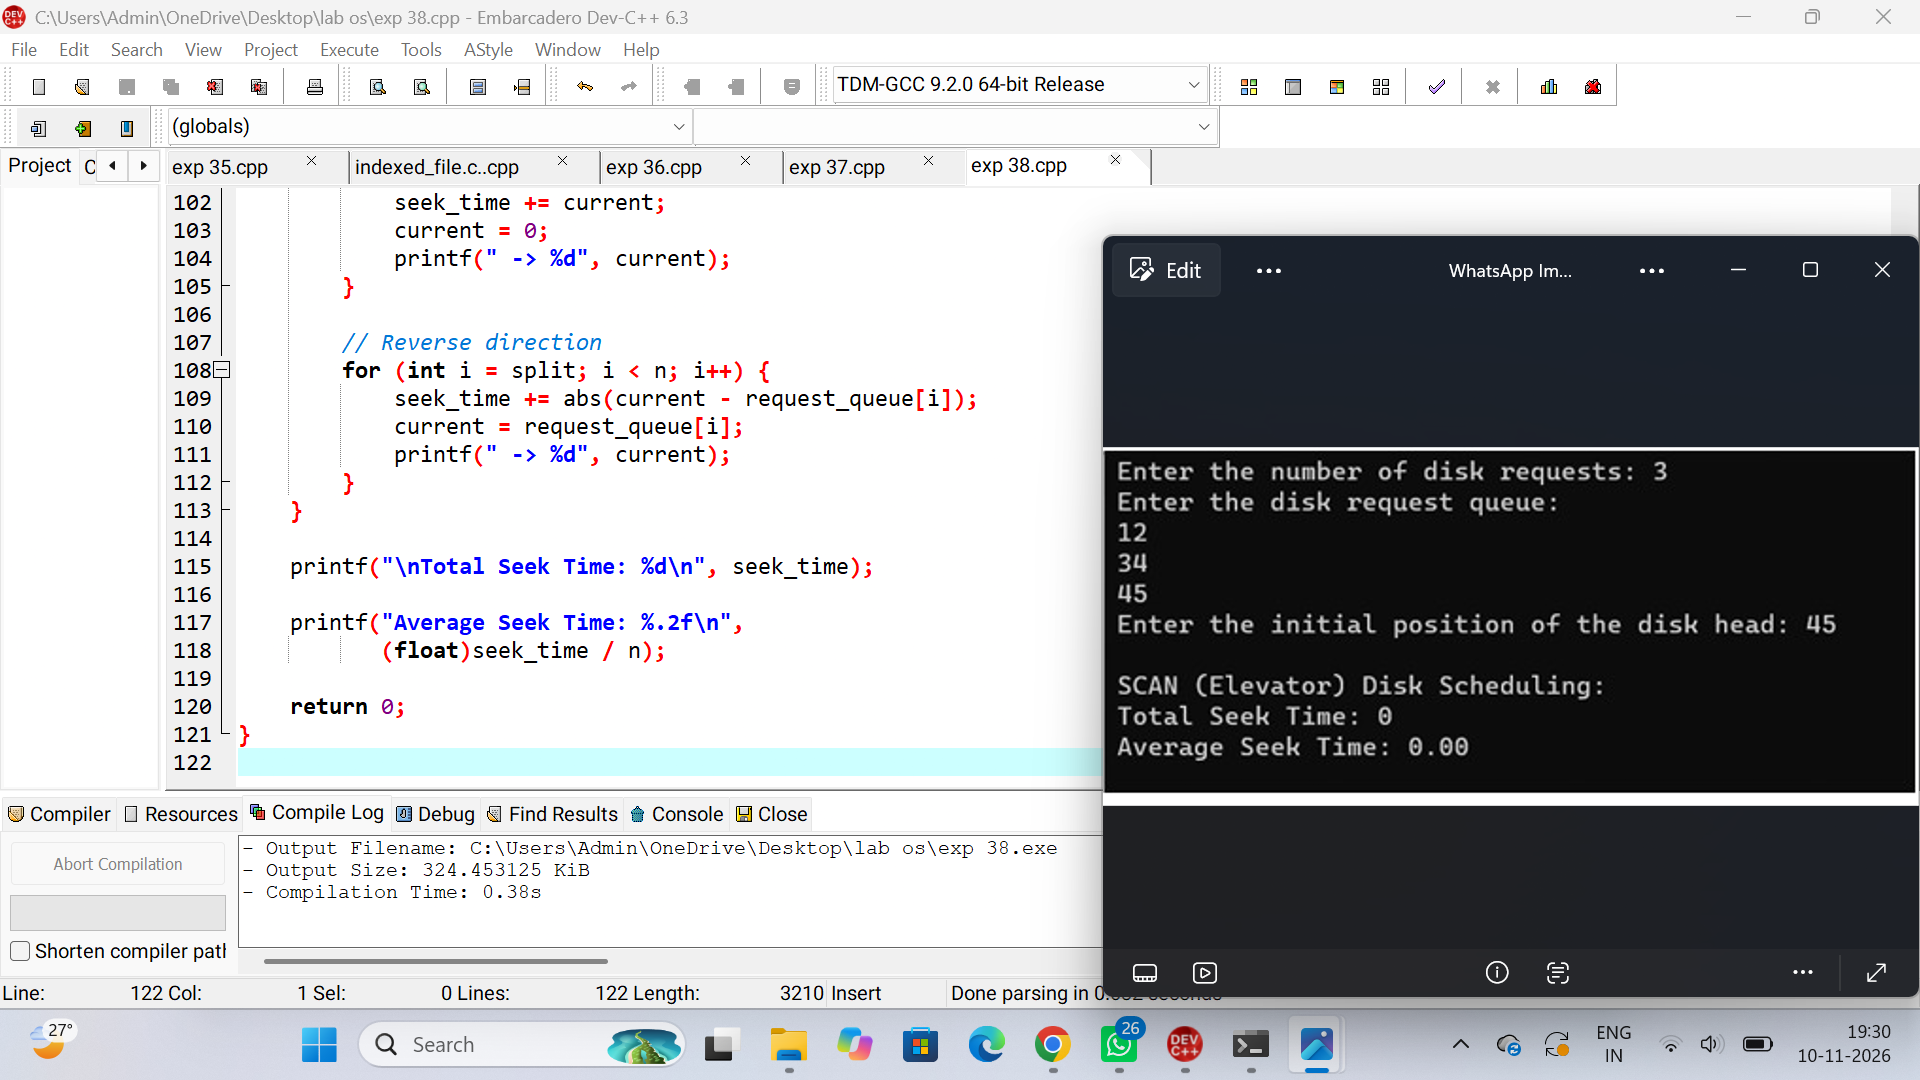 C:\Users\Admin\OneDrive\Desktop\lab os\exp 38.cpp - Embarcadero Dev-C++ 6.3
File Edit Search View Project Execute Tools AStyle Window Help
TDM-GCC 9.2.0 64-bit Release
(globals)
Project C
exp 35.cpp indexed_file.c..cpp exp 36.cpp exp 37.cpp exp 38.cpp
102 seek_time += current;
103 current = 0;
104 printf(" -> %d", current);
105 }
106
107 // Reverse direction
108 for (int i = split; i < n; i++) {
109 seek_time += abs(current - request_queue[i]);
110 current = request_queue[i];
111 printf(" -> %d", current);
112 }
113 }
114
115 printf("\nTotal Seek Time: %d\n", seek_time);
116
117 printf("Average Seek Time: %.2f\n",
118 (float)seek_time / n);
119
120 return 0;
121 }
122
Edit WhatsApp Im...
Enter the number of disk requests: 3
Enter the disk request queue:
12
34
45
Enter the initial position of the disk head: 45
SCAN (Elevator) Disk Scheduling:
Total Seek Time: 0
Average Seek Time: 0.00
Compiler Resources Compile Log Debug Find Results Console Close
Abort Compilation
Shorten compiler path
- Output Filename: C:\Users\Admin\OneDrive\Desktop\lab os\exp 38.exe
- Output Size: 324.453125 KiB
- Compilation Time: 0.38s
Line: 122 Col: 1 Sel: 0 Lines: 122 Length: 3210 Insert Done parsing in
27°
Search
26
DEV C++
ENG
IN
19:30
10-11-2026